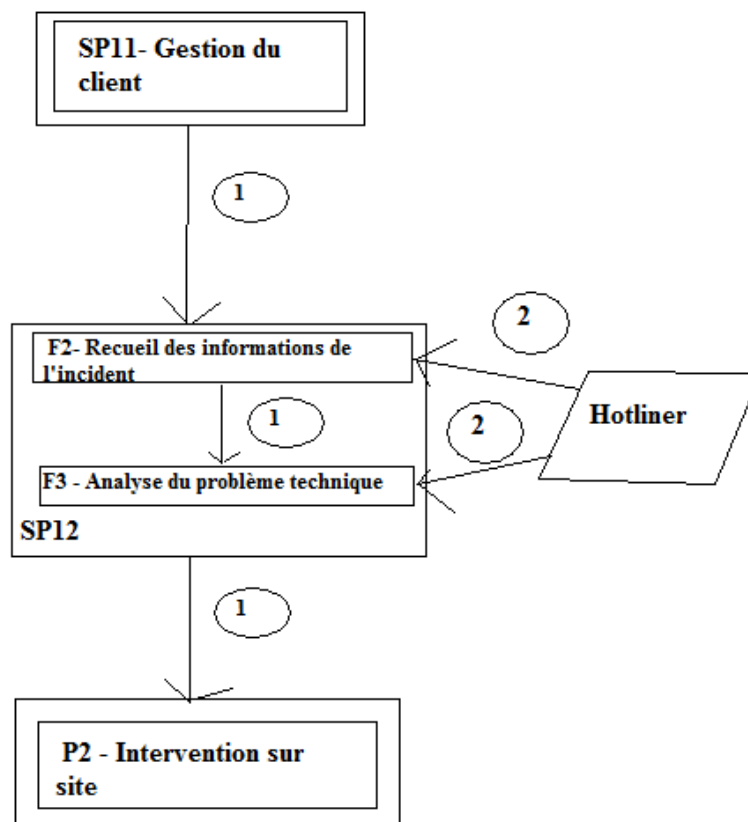 SP11- Gestion du
client
1
2
F2- Recueil des informations de
l'incident
Hotliner
1
2
F3 - Analyse du problème technique
SP12
1
P2 - Intervention sur
site